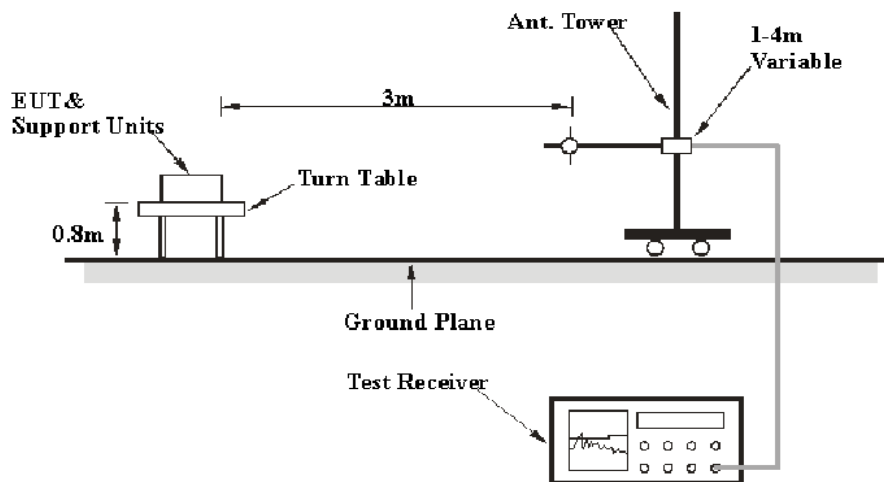 Ant. Tower
1-4m
Variable
3m
EUT&
Support Units
Turn Table
0.8m
Ground Plane
Test Receiver